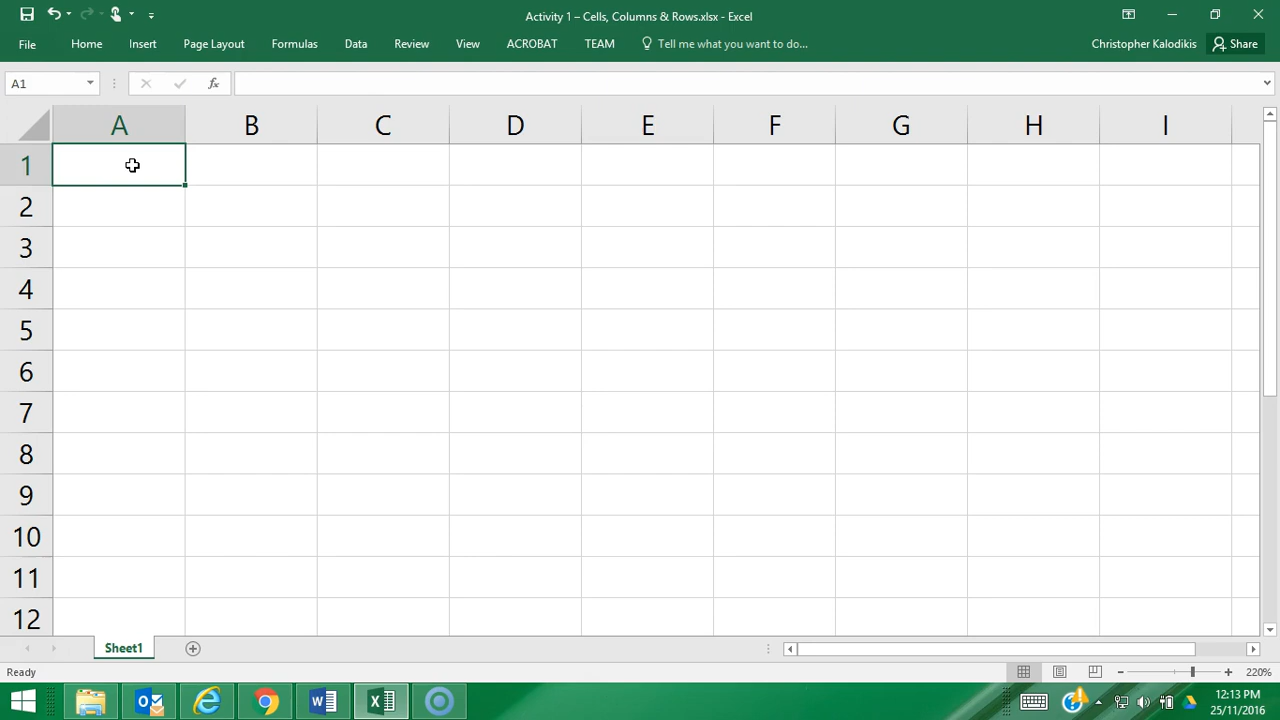 Activity 1 – Cells, Columns & Rows.xlsx - Excel
File Home Insert Page Layout Formulas Data Review View ACROBAT TEAM Tell me what you want to do... Christopher Kalodikis Share
A1 fx
A B C D E F G H I
1
2
3
4
5
6
7
8
9
10
11
12
Sheet1
Ready 220%
12:13 PM
25/11/2016